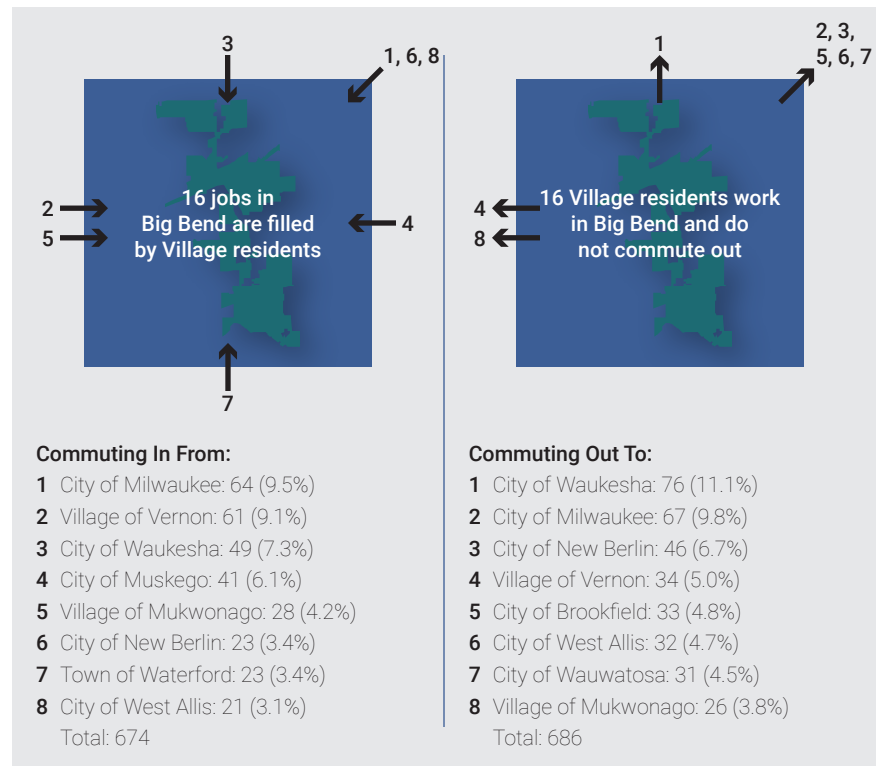 3
1, 6, 8
2
5
4
7
16 jobs in
Big Bend are filled
by Village residents
Commuting In From:
1 City of Milwaukee: 64 (9.5%)
2 Village of Vernon: 61 (9.1%)
3 City of Waukesha: 49 (7.3%)
4 City of Muskego: 41 (6.1%)
5 Village of Mukwonago: 28 (4.2%)
6 City of New Berlin: 23 (3.4%)
7 Town of Waterford: 23 (3.4%)
8 City of West Allis: 21 (3.1%)
Total: 674
1
2, 3,
5, 6, 7
4
8
16 Village residents work
in Big Bend and do
not commute out
Commuting Out To:
1 City of Waukesha: 76 (11.1%)
2 City of Milwaukee: 67 (9.8%)
3 City of New Berlin: 46 (6.7%)
4 Village of Vernon: 34 (5.0%)
5 City of Brookfield: 33 (4.8%)
6 City of West Allis: 32 (4.7%)
7 City of Wauwatosa: 31 (4.5%)
8 Village of Mukwonago: 26 (3.8%)
Total: 686